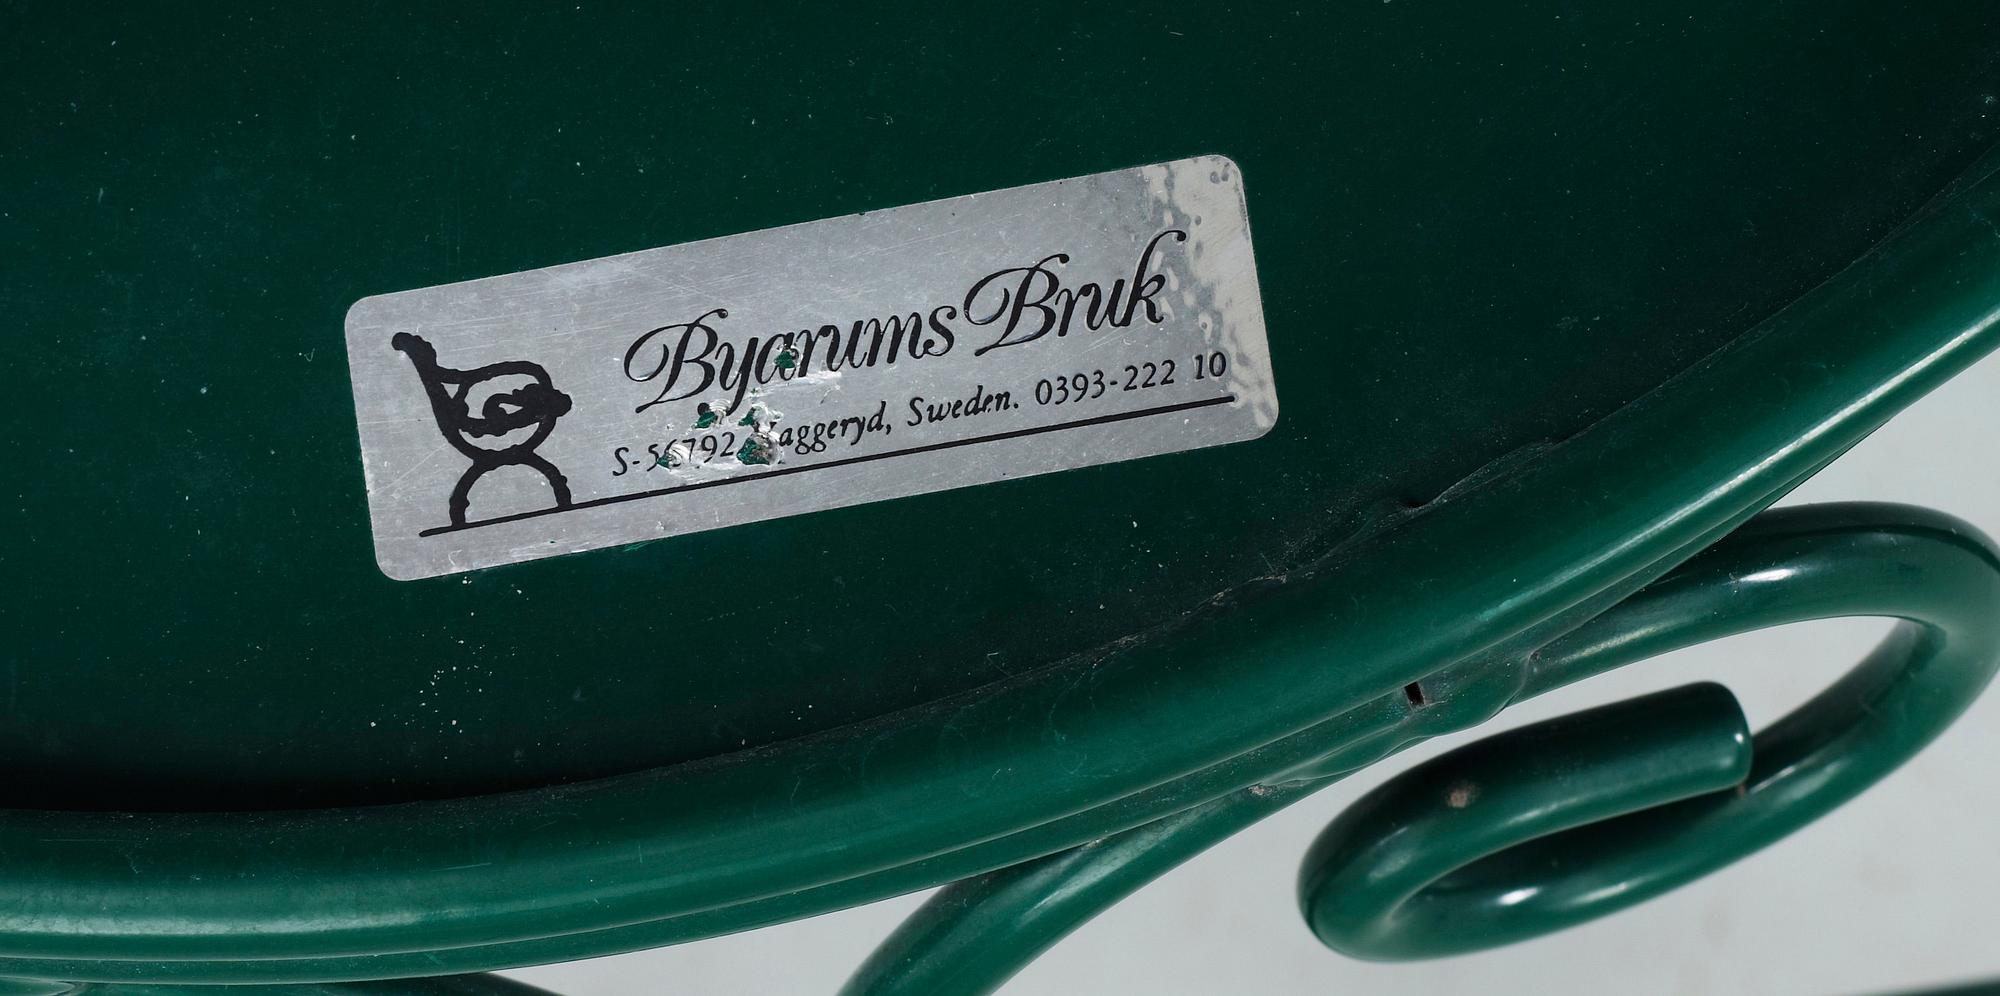 Byarums Bruk
S-56792 Vaggeryd, Sweden. 0393-222 10